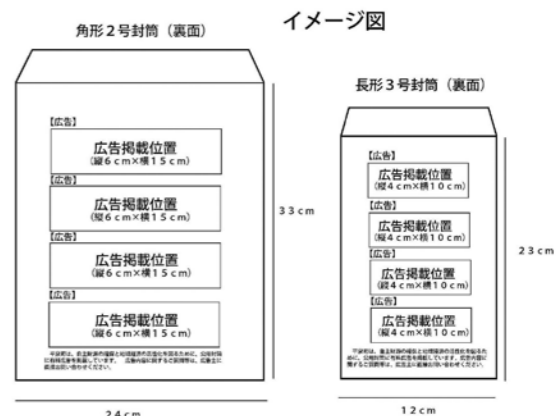 イメージ図
角形２号封筒（裏面）
【広告】
広告掲載位置
（縦６ｃｍ×横１５ｃｍ）
【広告】
広告掲載位置
（縦６ｃｍ×横１５ｃｍ）
【広告】
広告掲載位置
（縦６ｃｍ×横１５ｃｍ）
【広告】
広告掲載位置
（縦６ｃｍ×横１５ｃｍ）
３３ｃｍ
２４ｃｍ
長形３号封筒（裏面）
【広告】
広告掲載位置
（縦４ｃｍ×横１０ｃｍ）
【広告】
広告掲載位置
（縦４ｃｍ×横１０ｃｍ）
【広告】
広告掲載位置
（縦４ｃｍ×横１０ｃｍ）
【広告】
広告掲載位置
（縦４ｃｍ×横１０ｃｍ）
２３ｃｍ
１２ｃｍ